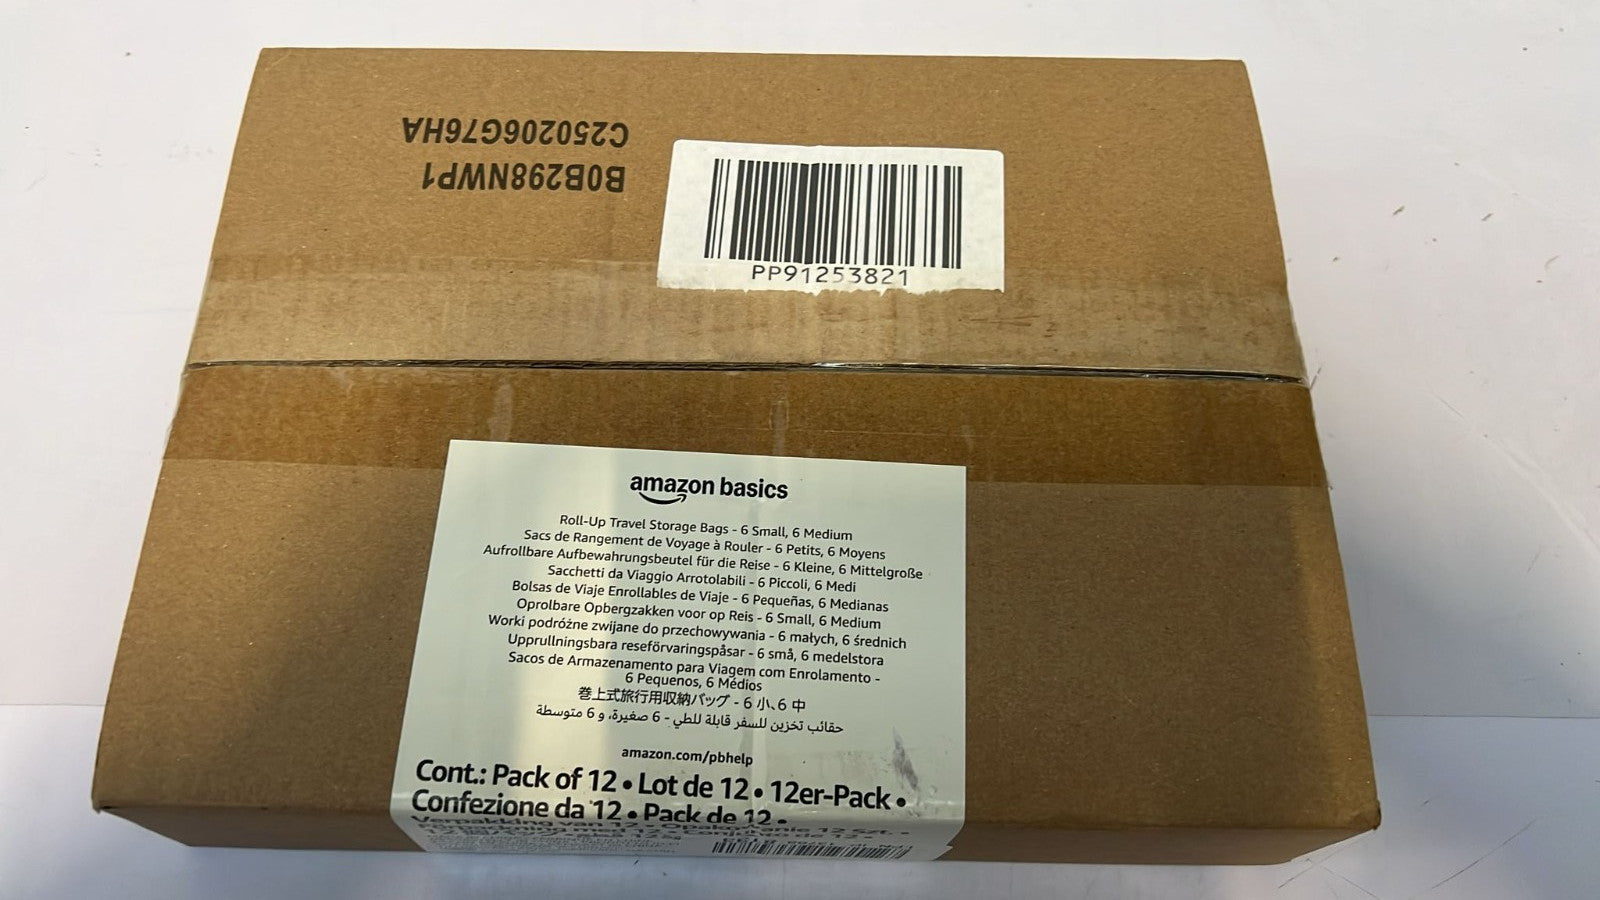 C250206G76HA
B0B298NWP1
PP91253821
amazon basics
Roll-Up Travel Storage Bags - 6 Small, 6 Medium
Sacs de Rangement de Voyage à Rouler - 6 Petits, 6 Moyens
Aufrollbare Aufbewahrungsbeutel für die Reise - 6 Kleine, 6 Mittelgroße
Sacchetti da Viaggio Arrotolabili - 6 Piccoli, 6 Medi
Bolsas de Viaje Enrollables de Viaje - 6 Pequeñas, 6 Medianas
Oprolbare Opbergzakken voor op Reis - 6 Small, 6 Medium
Worki podróżne zwijane do przechowywania - 6 małych, 6 średnich
Upprullningsbara reseförvaringspåsar - 6 små, 6 medelstora
Sacos de Armazenamento para Viagem com Enrolamento -
6 Pequenos, 6 Médios
巻上式旅行用収納バッグ - 6 小、6 中
حقائب تخزين للسفر قابلة للطي - 6 صغيرة، و 6 متوسطة
amazon.com/pbhelp
Cont.: Pack of 12 • Lot de 12 • 12er-Pack •
Confezione da 12 • Pack de 12 •
Verpakking van 12 • Opakowanie 12 szt. •